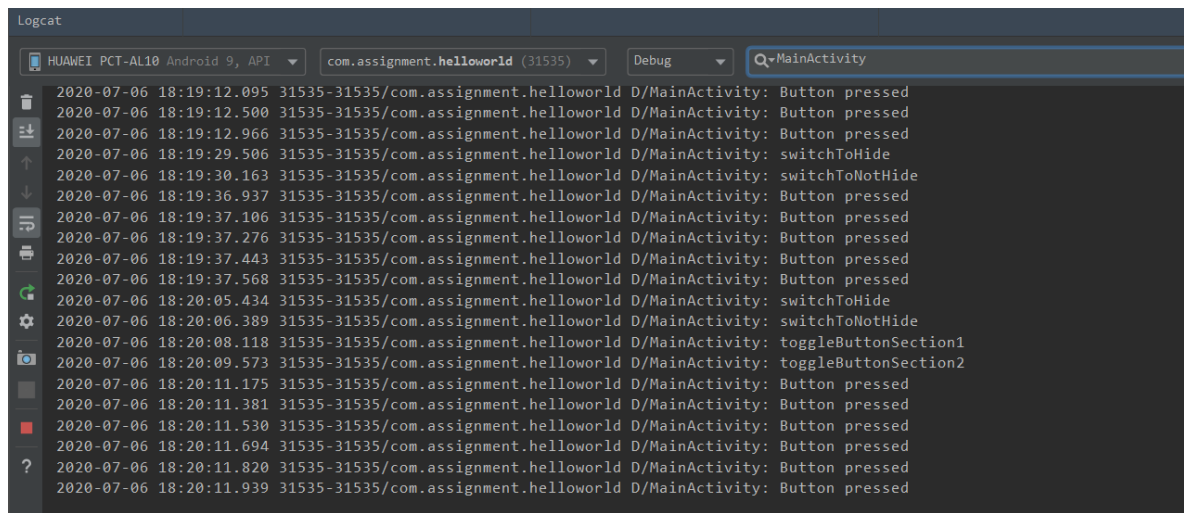 Logcat
HUAWEI PCT-AL10 Android 9, API com.assignment.helloworld (31535) Debug MainActivity
2020-07-06 18:19:12.095 31535-31535/com.assignment.helloworld D/MainActivity: Button pressed
2020-07-06 18:19:12.500 31535-31535/com.assignment.helloworld D/MainActivity: Button pressed
2020-07-06 18:19:12.966 31535-31535/com.assignment.helloworld D/MainActivity: Button pressed
2020-07-06 18:19:29.506 31535-31535/com.assignment.helloworld D/MainActivity: switchToHide
2020-07-06 18:19:30.163 31535-31535/com.assignment.helloworld D/MainActivity: switchToNotHide
2020-07-06 18:19:36.937 31535-31535/com.assignment.helloworld D/MainActivity: Button pressed
2020-07-06 18:19:37.106 31535-31535/com.assignment.helloworld D/MainActivity: Button pressed
2020-07-06 18:19:37.276 31535-31535/com.assignment.helloworld D/MainActivity: Button pressed
2020-07-06 18:19:37.443 31535-31535/com.assignment.helloworld D/MainActivity: Button pressed
2020-07-06 18:19:37.568 31535-31535/com.assignment.helloworld D/MainActivity: Button pressed
2020-07-06 18:20:05.434 31535-31535/com.assignment.helloworld D/MainActivity: switchToHide
2020-07-06 18:20:06.389 31535-31535/com.assignment.helloworld D/MainActivity: switchToNotHide
2020-07-06 18:20:08.118 31535-31535/com.assignment.helloworld D/MainActivity: toggleButtonSection1
2020-07-06 18:20:09.573 31535-31535/com.assignment.helloworld D/MainActivity: toggleButtonSection2
2020-07-06 18:20:11.175 31535-31535/com.assignment.helloworld D/MainActivity: Button pressed
2020-07-06 18:20:11.381 31535-31535/com.assignment.helloworld D/MainActivity: Button pressed
2020-07-06 18:20:11.530 31535-31535/com.assignment.helloworld D/MainActivity: Button pressed
2020-07-06 18:20:11.694 31535-31535/com.assignment.helloworld D/MainActivity: Button pressed
2020-07-06 18:20:11.820 31535-31535/com.assignment.helloworld D/MainActivity: Button pressed
2020-07-06 18:20:11.939 31535-31535/com.assignment.helloworld D/MainActivity: Button pressed